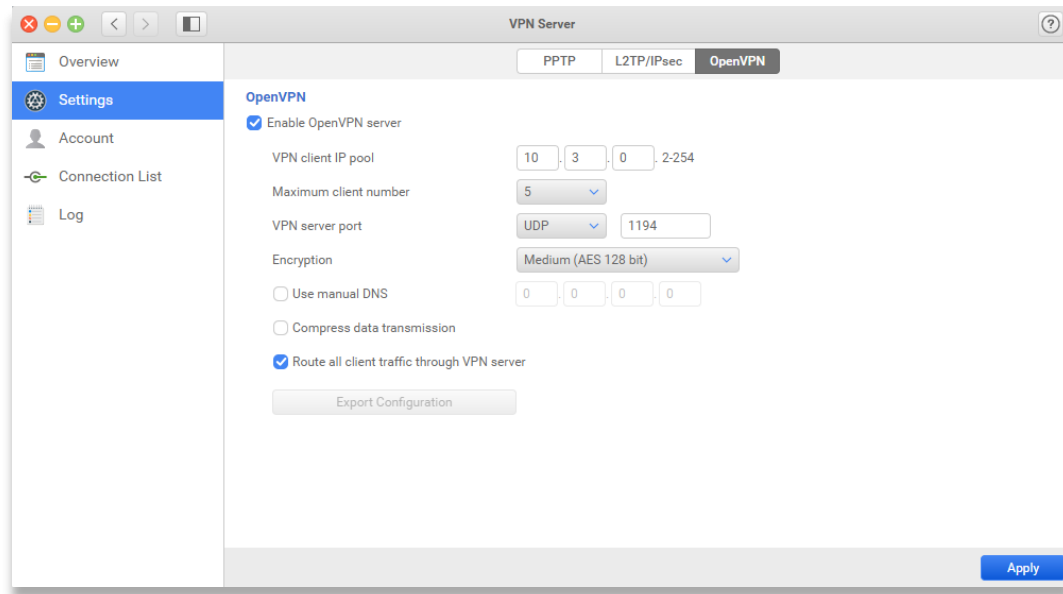 VPN Server
?
Overview
Settings
Account
Connection List
Log
PPTP L2TP/IPsec OpenVPN
OpenVPN
Enable OpenVPN server
VPN client IP pool 10 . 3 . 0 . 2-254
Maximum client number 5
VPN server port UDP 1194
Encryption Medium (AES 128 bit)
Use manual DNS 0 . 0 . 0 . 0
Compress data transmission
Route all client traffic through VPN server
Export Configuration
Apply